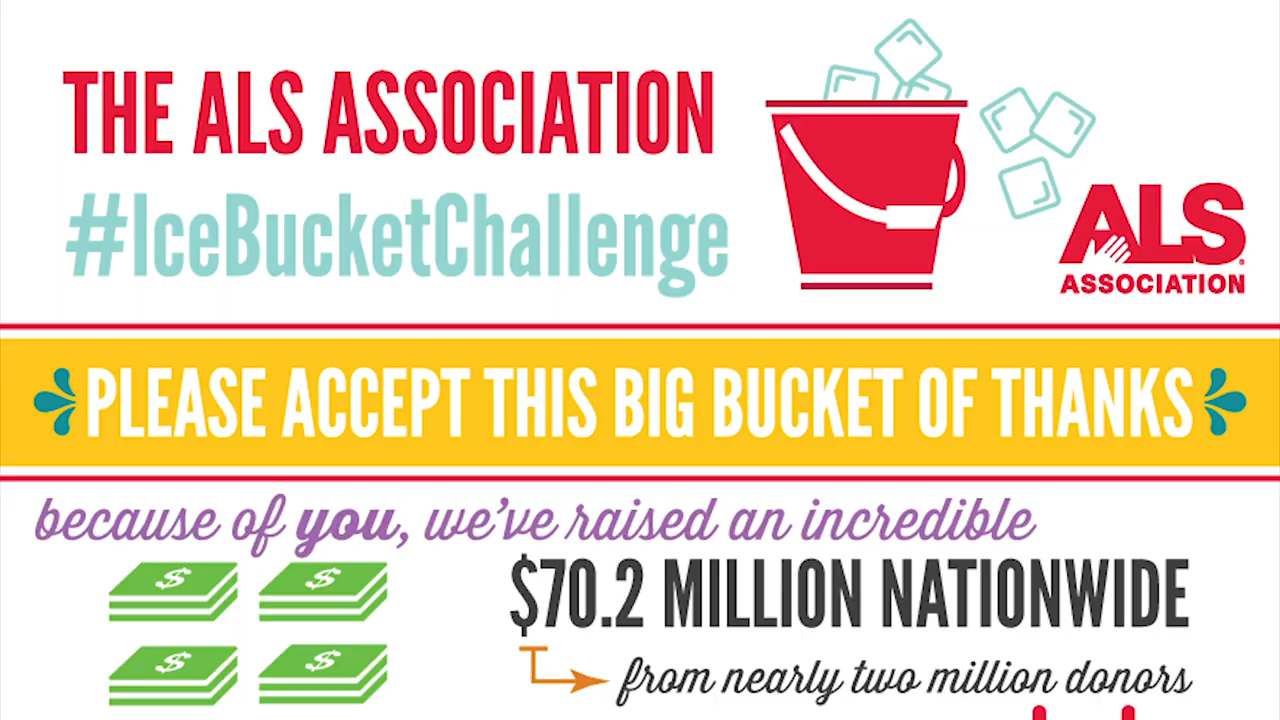 THE ALS ASSOCIATION
#IceBucketChallenge
ALS
ASSOCIATION
PLEASE ACCEPT THIS BIG BUCKET OF THANKS
because of you, we've raised an incredible
$ $
$70.2 MILLION NATIONWIDE
$ $
from nearly two million donors